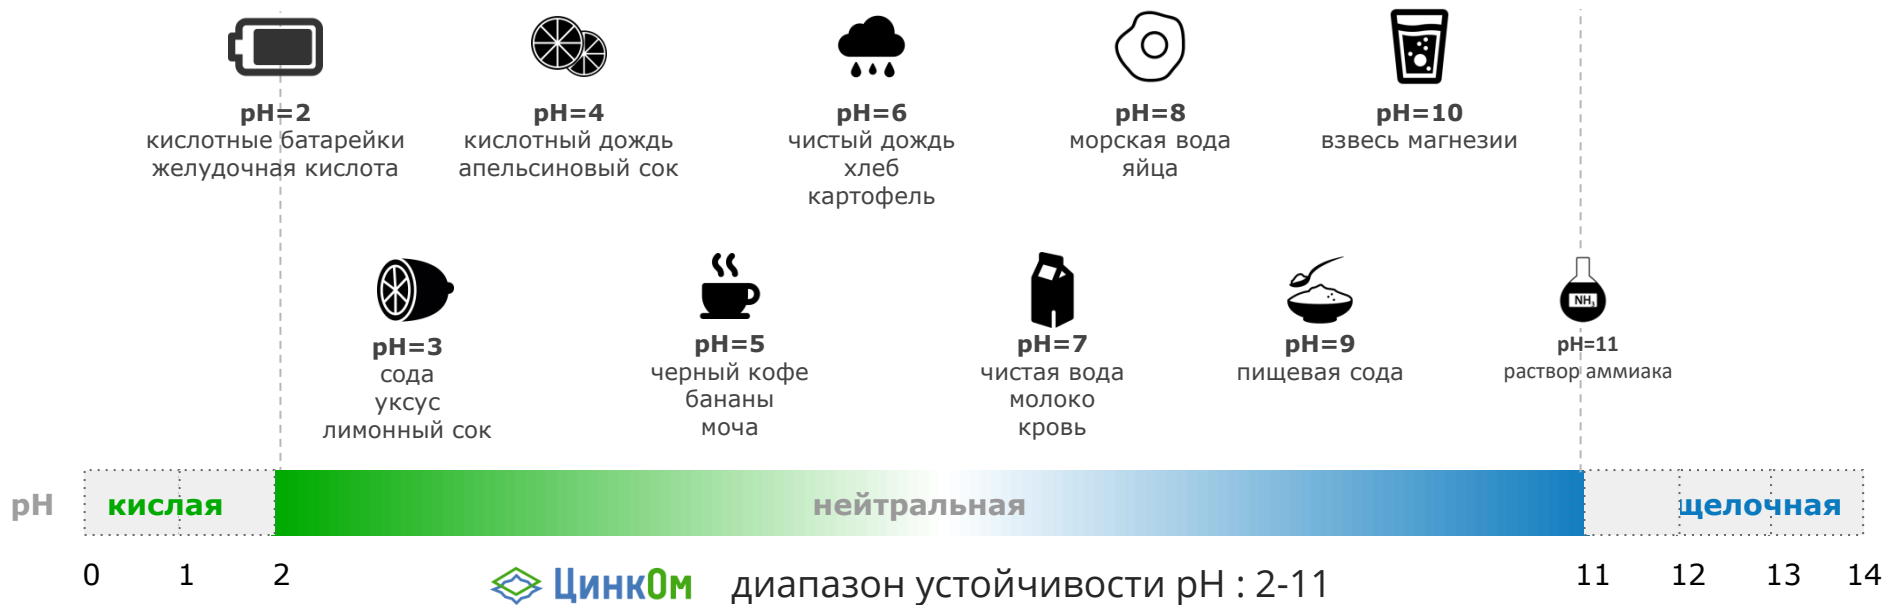 pH=2
кислотные батарейки
желудочная кислота
pH=4
кислотный дождь
апельсиновый сок
pH=6
чистый дождь
хлеб
картофель
pH=8
морская вода
яйца
pH=10
взвесь магнезии
pH=3
сода
уксус
лимонный сок
pH=5
черный кофе
бананы
моча
pH=7
чистая вода
молоко
кровь
pH=9
пищевая сода
NH₃
pH=11
раствор аммиака
pH кислая нейтральная щелочная
0 1 2 11 12 13 14
ЦинкОм диапазон устойчивости pH : 2-11